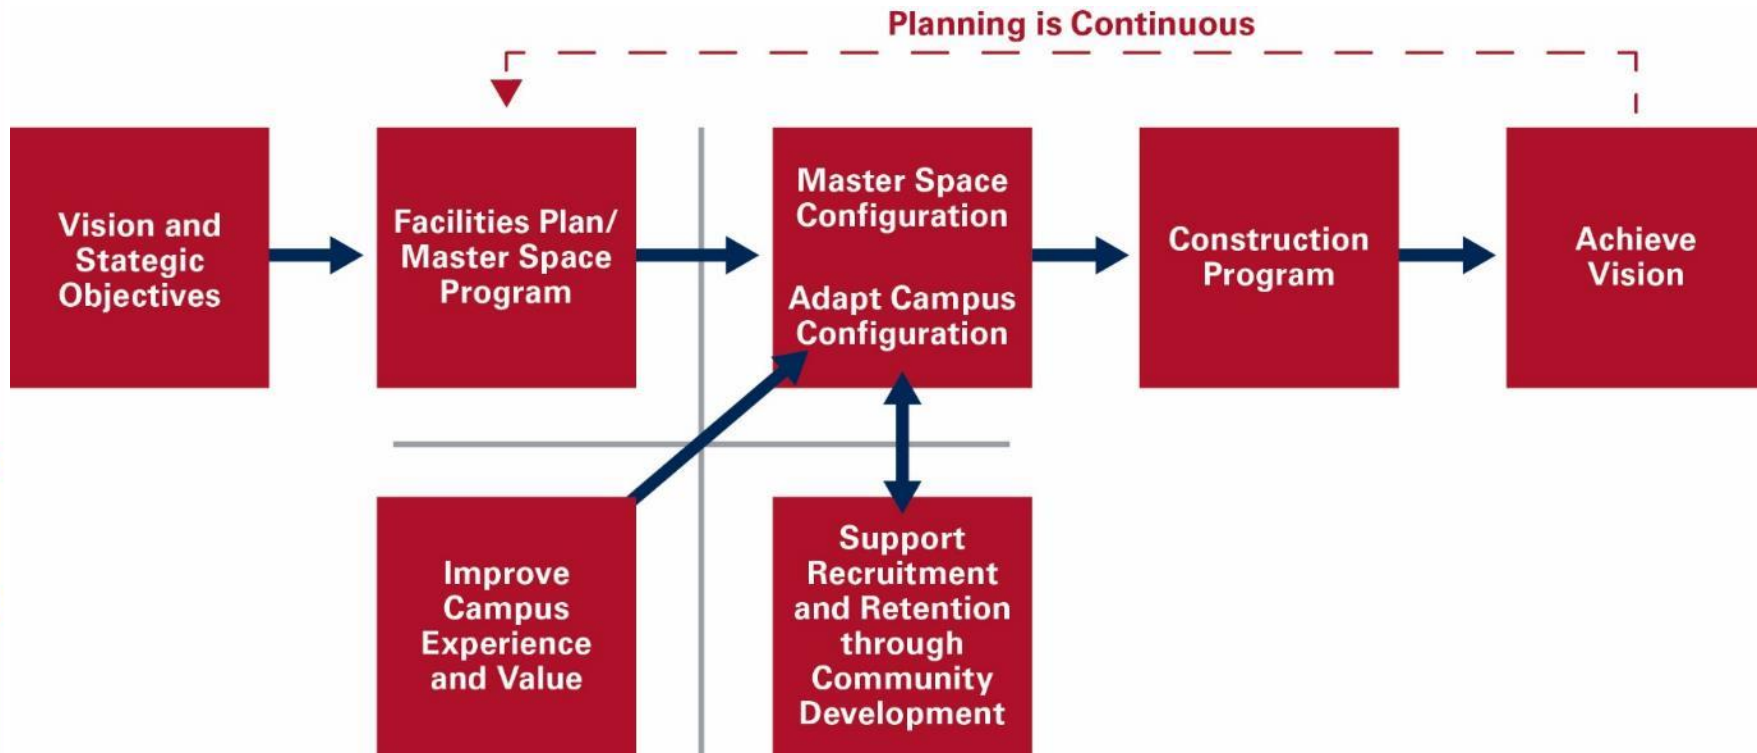 Planning is Continuous
Vision and
Stategic
Objectives
Facilities Plan/
Master Space
Program
Master Space
Configuration
Adapt Campus
Configuration
Construction
Program
Achieve
Vision
Improve
Campus
Experience
and Value
Support
Recruitment
and Retention
through
Community
Development